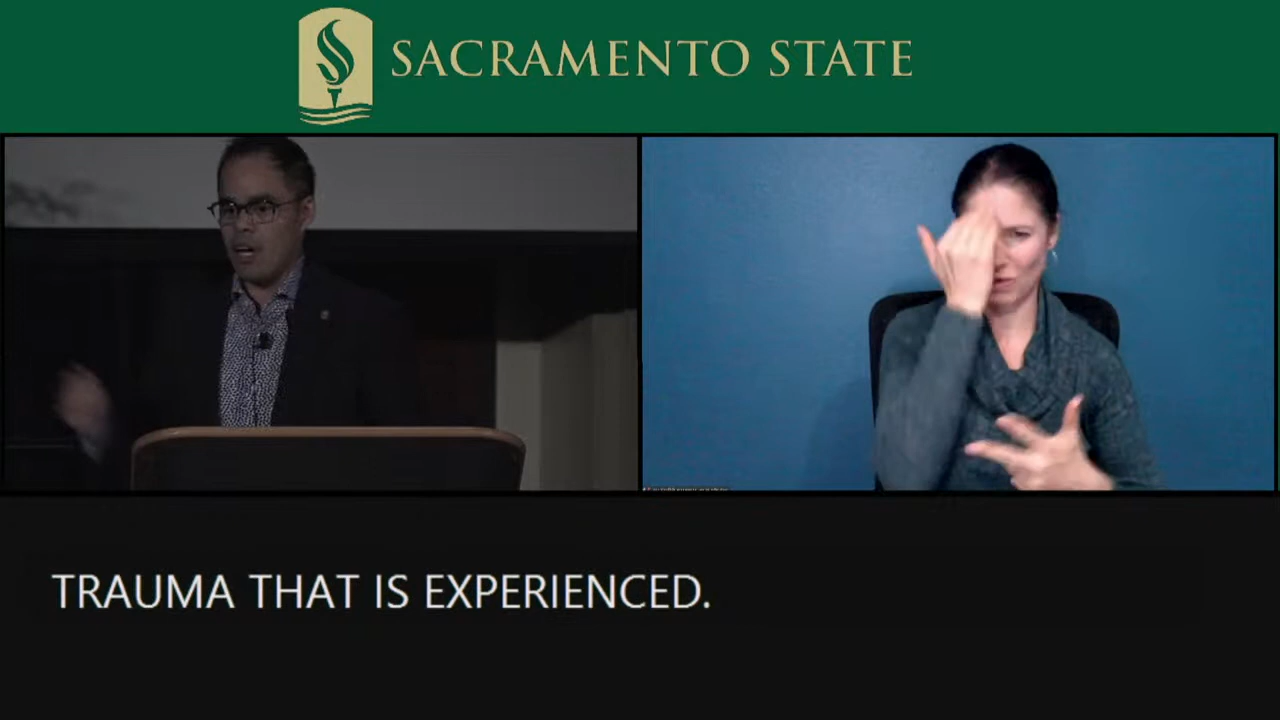 SACRAMENTO STATE
TRAUMA THAT IS EXPERIENCED.